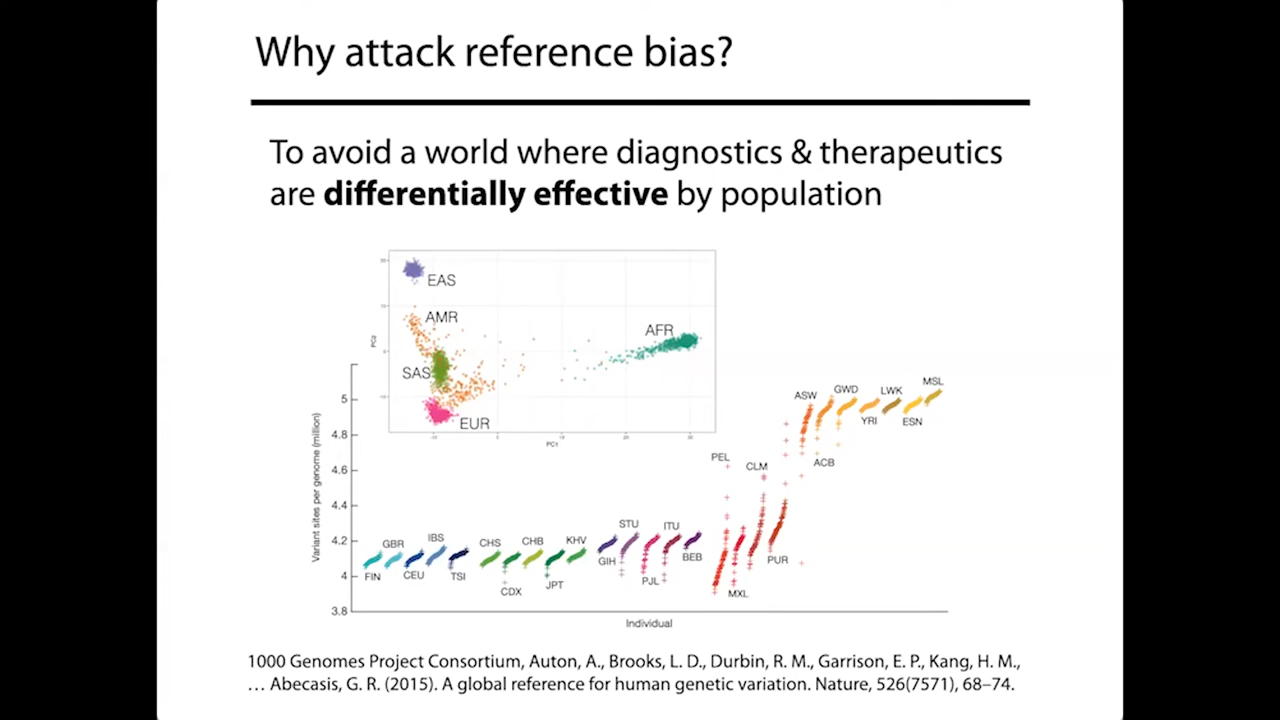 Why attack reference bias?
To avoid a world where diagnostics & therapeutics
are differentially effective by population
EAS
AMR
SAS
EUR
AFR
PC2
PC1
Variant sites per genome (million)
5
4.8
4.6
4.4
4.2
4
3.8
FIN
GBR
CEU
IBS
TSI
CHS
CDX
CHB
JPT
KHV
GIH
STU
PJL
ITU
BEB
PEL
MXL
CLM
PUR
ASW
ACB
GWD
YRI
LWK
ESN
MSL
Individual
1000 Genomes Project Consortium, Auton, A., Brooks, L. D., Durbin, R. M., Garrison, E. P., Kang, H. M.,
… Abecasis, G. R. (2015). A global reference for human genetic variation. Nature, 526(7571), 68–74.